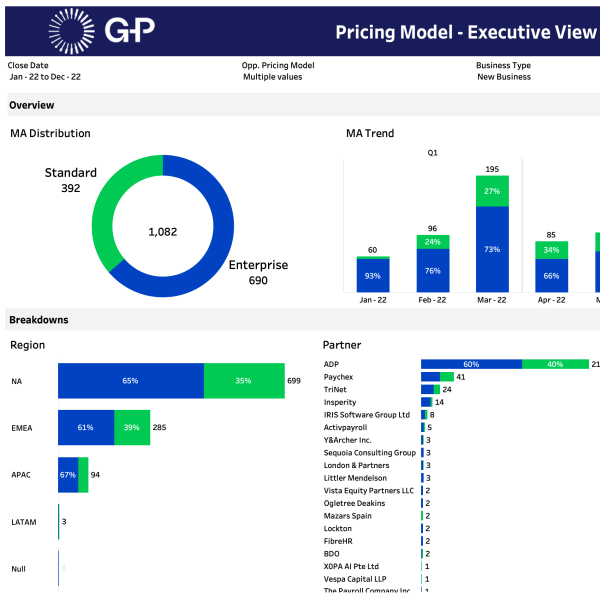 G-P
Pricing Model - Executive View
Close Date
Jan - 22 to Dec - 22
Opp. Pricing Model
Multiple values
Business Type
New Business
Overview
MA Distribution
Standard
392
1,082
Enterprise
690
MA Trend
Q1
60
93%
Jan - 22
96
24%
76%
Feb - 22
195
27%
73%
Mar - 22
85
34%
66%
Apr - 22
Breakdowns
Region
NA
65%
35%
699
EMEA
61%
39%
285
APAC
67%
94
LATAM
3
Null
1
Partner
ADP
60%
40%
21
Paychex
41
TriNet
24
Insperity
14
IRIS Software Group Ltd
8
Activpayroll
5
Y&Archer Inc.
3
Sequoia Consulting Group
3
London & Partners
3
Littler Mendelson
3
Vista Equity Partners LLC
2
Ogletree Deakins
2
Mazars Spain
2
Lockton
2
FibreHR
2
BDO
2
X0PA AI Pte Ltd
1
Vespa Capital LLP
1
The Payroll Company Inc
1